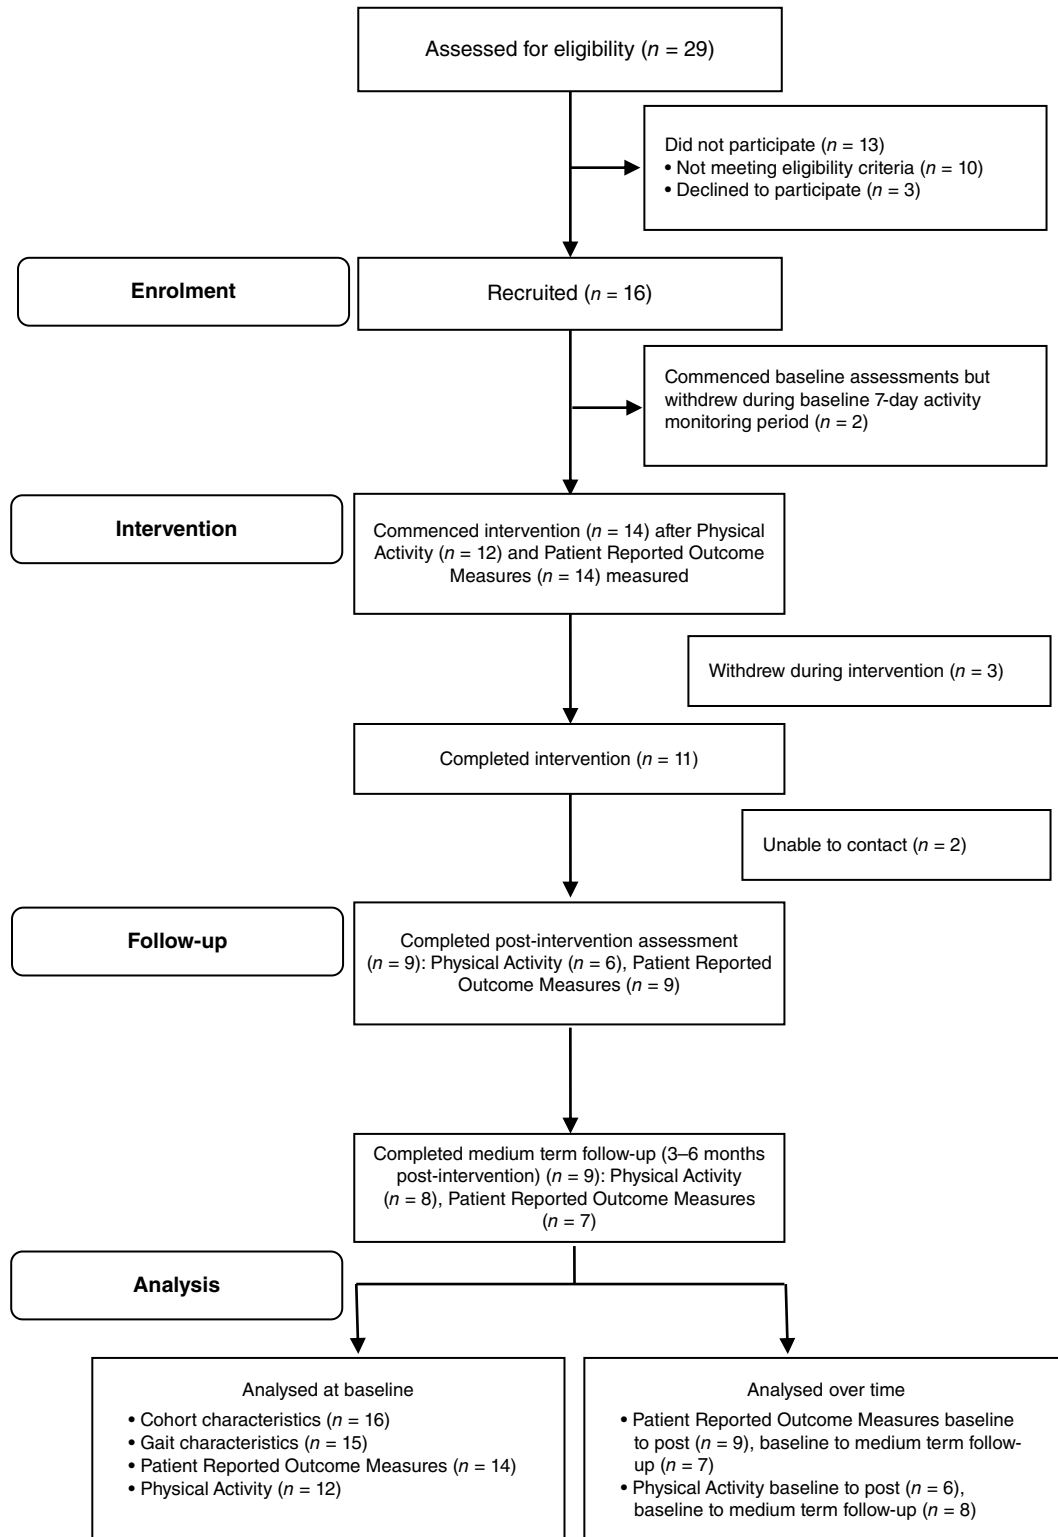 Assessed for eligibility (n = 29)
Did not participate (n = 13)
• Not meeting eligibility criteria (n = 10)
• Declined to participate (n = 3)
Enrolment
Recruited (n = 16)
Commenced baseline assessments but
withdrew during baseline 7-day activity
monitoring period (n = 2)
Intervention
Commenced intervention (n = 14) after Physical
Activity (n = 12) and Patient Reported Outcome
Measures (n = 14) measured
Withdrew during intervention (n = 3)
Completed intervention (n = 11)
Unable to contact (n = 2)
Follow-up
Completed post-intervention assessment
(n = 9): Physical Activity (n = 6), Patient Reported
Outcome Measures (n = 9)
Completed medium term follow-up (3–6 months
post-intervention) (n = 9): Physical Activity
(n = 8), Patient Reported Outcome Measures
(n = 7)
Analysis
Analysed at baseline
• Cohort characteristics (n = 16)
• Gait characteristics (n = 15)
• Patient Reported Outcome Measures (n = 14)
• Physical Activity (n = 12)
Analysed over time
• Patient Reported Outcome Measures baseline
to post (n = 9), baseline to medium term follow-
up (n = 7)
• Physical Activity baseline to post (n = 6),
baseline to medium term follow-up (n = 8)